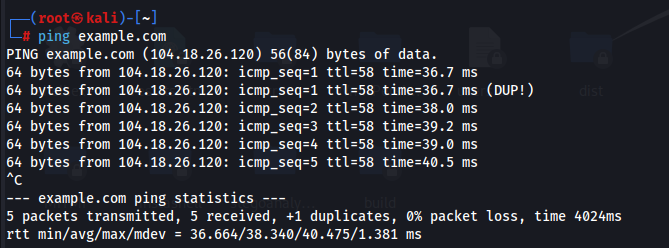 ┌──(root㉿kali)-[~]
└─# ping example.com
PING example.com (104.18.26.120) 56(84) bytes of data.
64 bytes from 104.18.26.120: icmp_seq=1 ttl=58 time=36.7 ms
64 bytes from 104.18.26.120: icmp_seq=1 ttl=58 time=36.7 ms (DUP!)
64 bytes from 104.18.26.120: icmp_seq=2 ttl=58 time=38.0 ms
64 bytes from 104.18.26.120: icmp_seq=3 ttl=58 time=39.2 ms
64 bytes from 104.18.26.120: icmp_seq=4 ttl=58 time=39.0 ms
64 bytes from 104.18.26.120: icmp_seq=5 ttl=58 time=40.5 ms
^C
--- example.com ping statistics ---
5 packets transmitted, 5 received, +1 duplicates, 0% packet loss, time 4024ms
rtt min/avg/max/mdev = 36.664/38.340/40.475/1.381 ms
dist
build